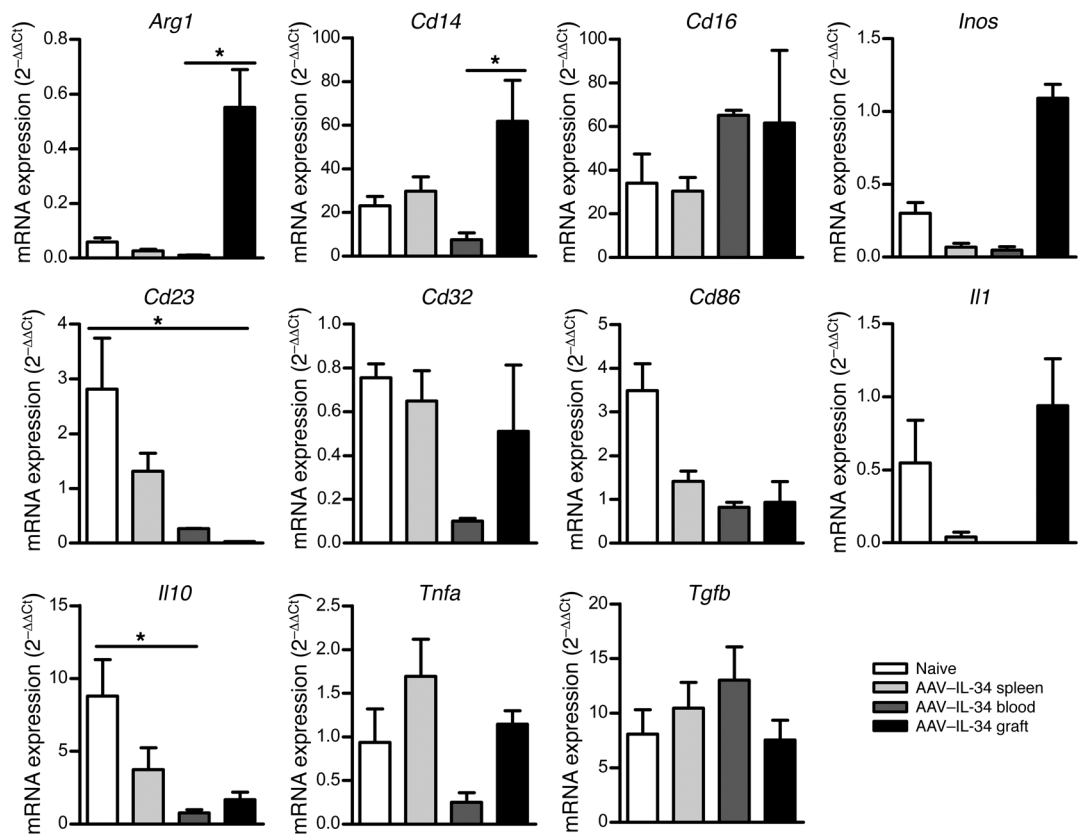 Arg1
mRNA expression (2−ΔΔCt)
0.8
0.6
0.4
0.2
0.0
*
Cd14
mRNA expression (2−ΔΔCt)
100
80
60
40
20
0
*
Cd16
mRNA expression (2−ΔΔCt)
100
80
60
40
20
0
Inos
mRNA expression (2−ΔΔCt)
1.5
1.0
0.5
0.0
Cd23
mRNA expression (2−ΔΔCt)
4
3
2
1
0
*
Cd32
mRNA expression (2−ΔΔCt)
1.0
0.8
0.6
0.4
0.2
0.0
Cd86
mRNA expression (2−ΔΔCt)
5
4
3
2
1
0
Il1
mRNA expression (2−ΔΔCt)
1.5
1.0
0.5
0.0
Il10
mRNA expression (2−ΔΔCt)
15
10
5
0
*
Tnfa
mRNA expression (2−ΔΔCt)
2.5
2.0
1.5
1.0
0.5
0.0
Tgfb
mRNA expression (2−ΔΔCt)
20
15
10
5
0
Naive
AAV–IL-34 spleen
AAV–IL-34 blood
AAV–IL-34 graft